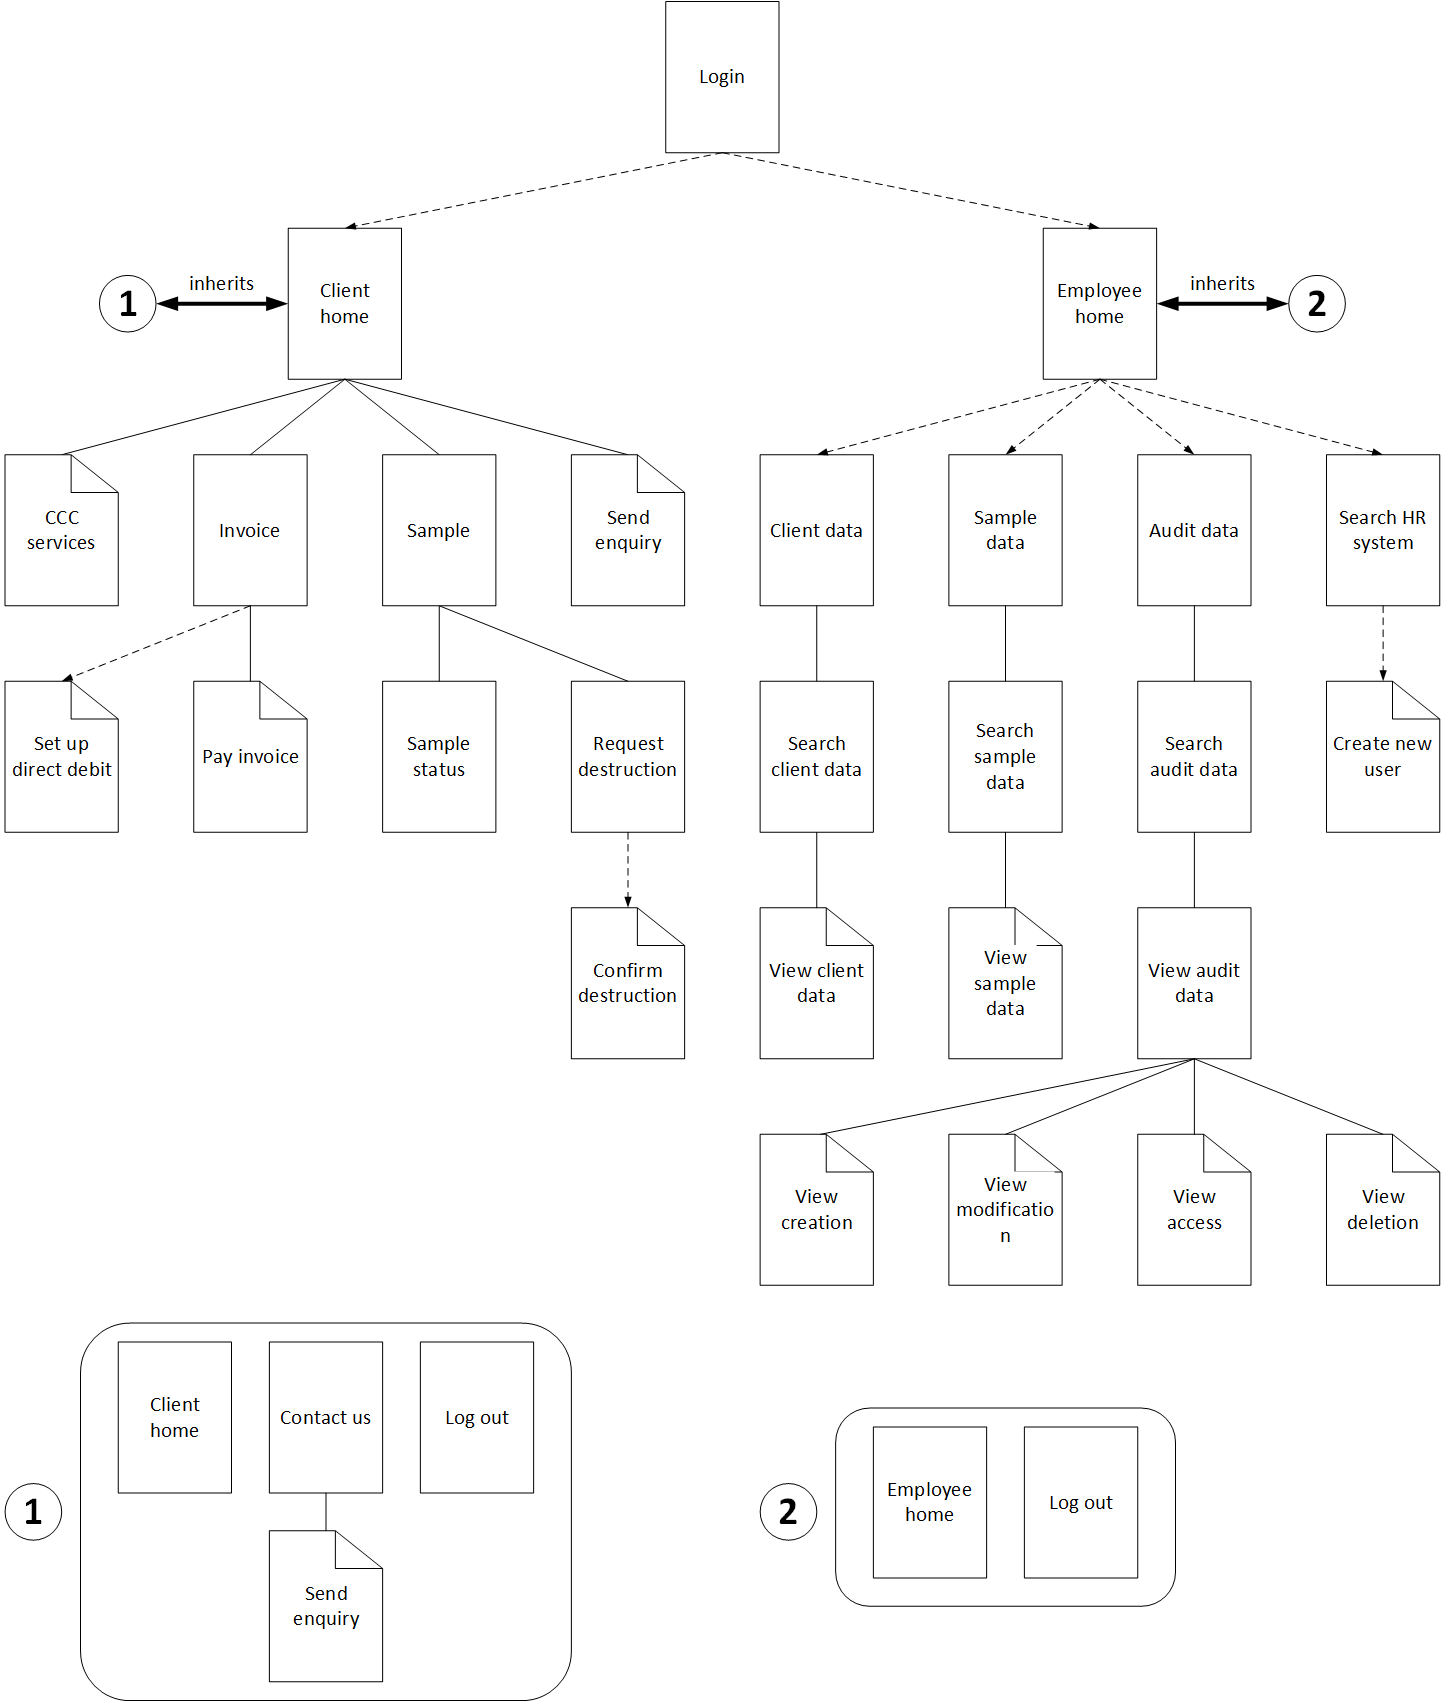 Login
inherits
1
Client
home
Employee
home
inherits
2
CCC
services
Invoice
Sample
Send
enquiry
Client data
Sample
data
Audit data
Search HR
system
Set up
direct debit
Pay invoice
Sample
status
Request
destruction
Search
client data
Search
sample
data
Search
audit data
Create new
user
Confirm
destruction
View client
data
View
sample
data
View audit
data
View
creation
View
modificatio
n
View
access
View
deletion
1
Client
home
Contact us
Log out
Send
enquiry
2
Employee
home
Log out